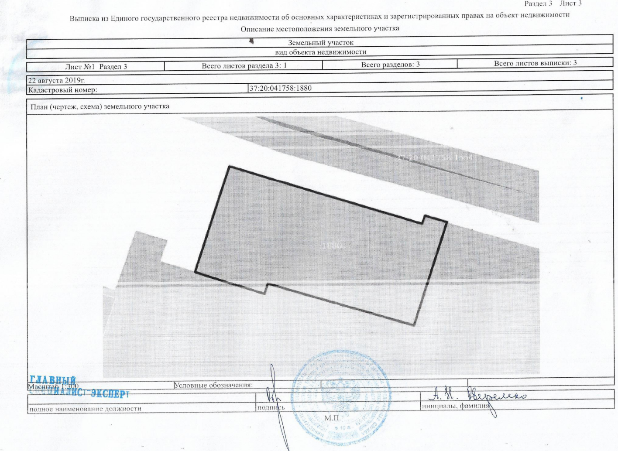 Раздел 3 Лист 3
Выписка из Единого государственного реестра недвижимости об основных характеристиках и зарегистрированных правах на объект недвижимости
Описание местоположения земельного участка
Земельный участок
вид объекта недвижимости
Лист №1 Раздел 3 Всего листов раздела 3: 1 Всего разделов: 3 Всего листов выписки: 3
22 августа 2019г.
Кадастровый номер: 37:20:041758:1880
План (чертеж, схема) земельного участка
Масштаб Условные обозначения
ГЛАВНЫЙ
ЭКСПЕРТ
полное наименование должности подпись инициалы, фамилия
М.П.